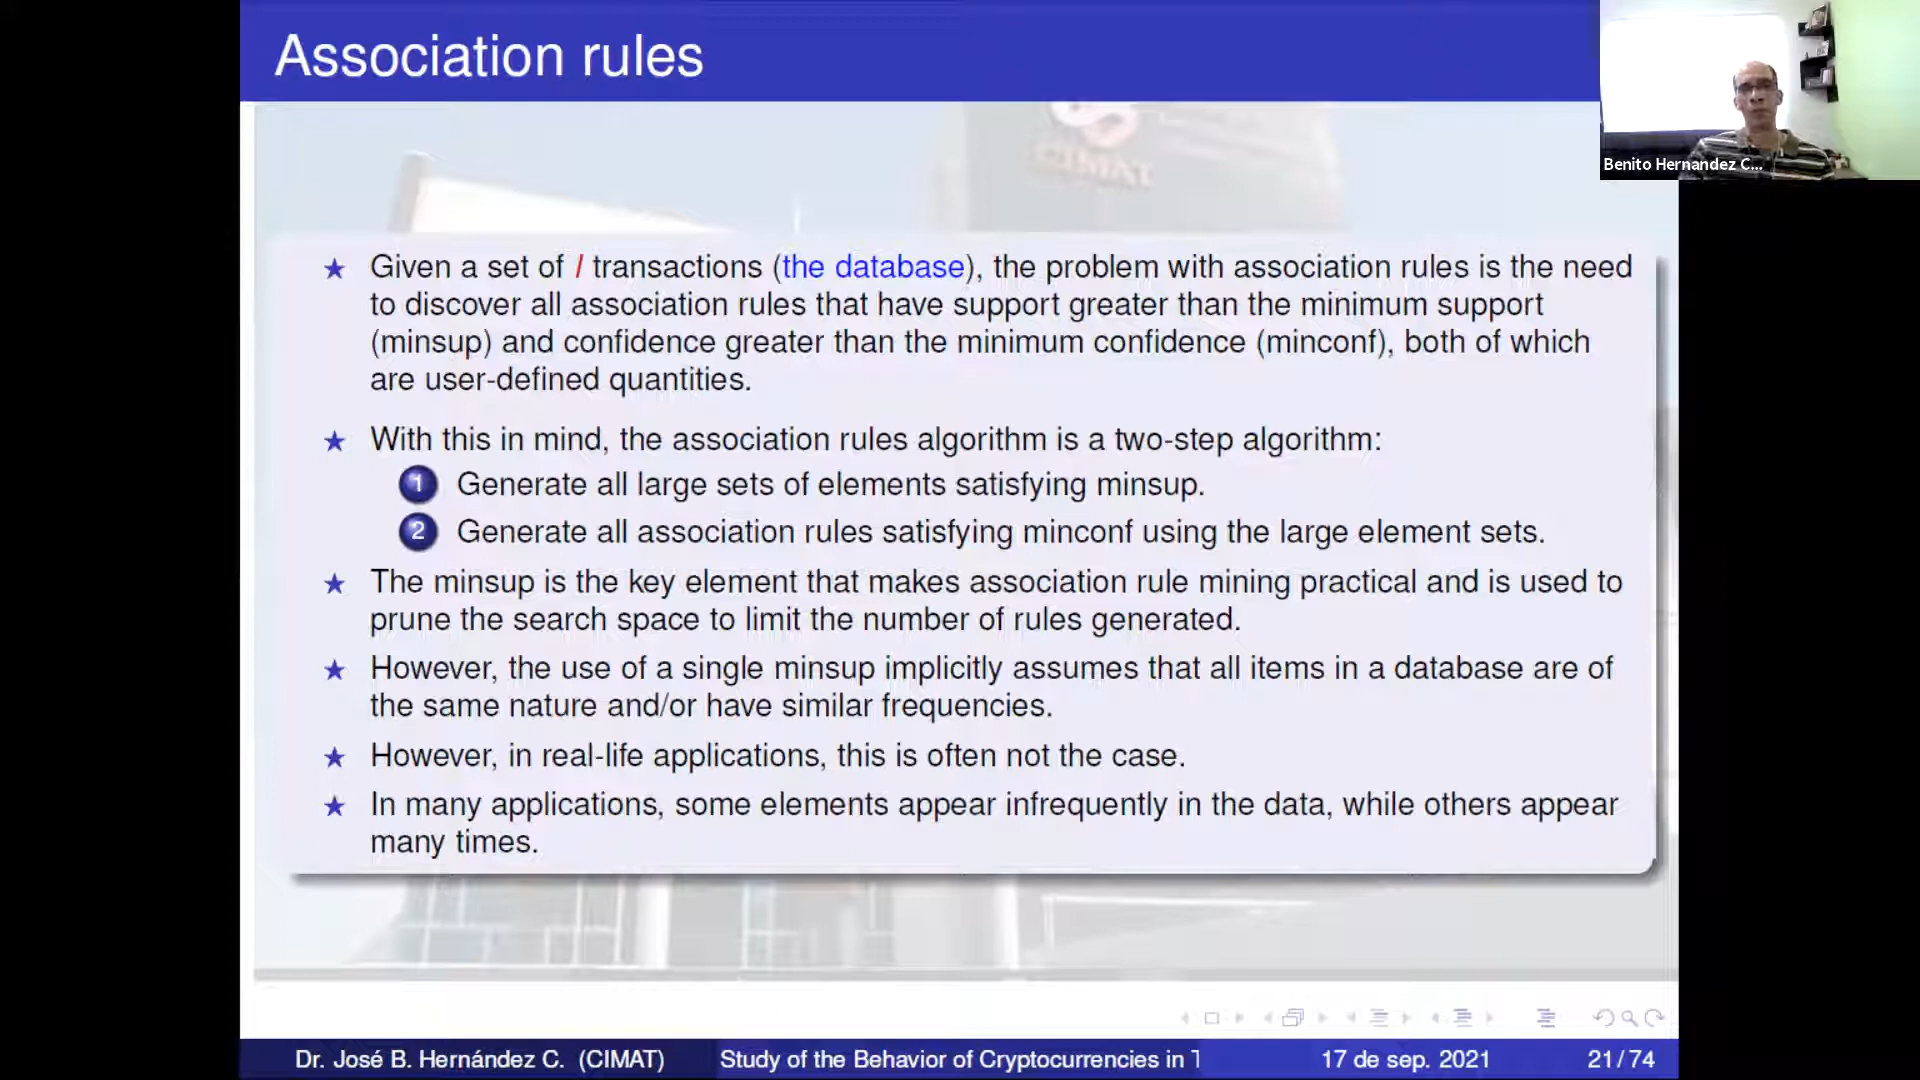 Association rules
Benito Hernandez C...
CIMAT
★ Given a set of I transactions (the database), the problem with association rules is the need
to discover all association rules that have support greater than the minimum support
(minsup) and confidence greater than the minimum confidence (minconf), both of which
are user-defined quantities.
★ With this in mind, the association rules algorithm is a two-step algorithm:
1 Generate all large sets of elements satisfying minsup.
2 Generate all association rules satisfying minconf using the large element sets.
★ The minsup is the key element that makes association rule mining practical and is used to
prune the search space to limit the number of rules generated.
★ However, the use of a single minsup implicitly assumes that all items in a database are of
the same nature and/or have similar frequencies.
★ However, in real-life applications, this is often not the case.
★ In many applications, some elements appear infrequently in the data, while others appear
many times.
Dr. José B. Hernández C. (CIMAT) Study of the Behavior of Cryptocurrencies in T 17 de sep. 2021 21/74